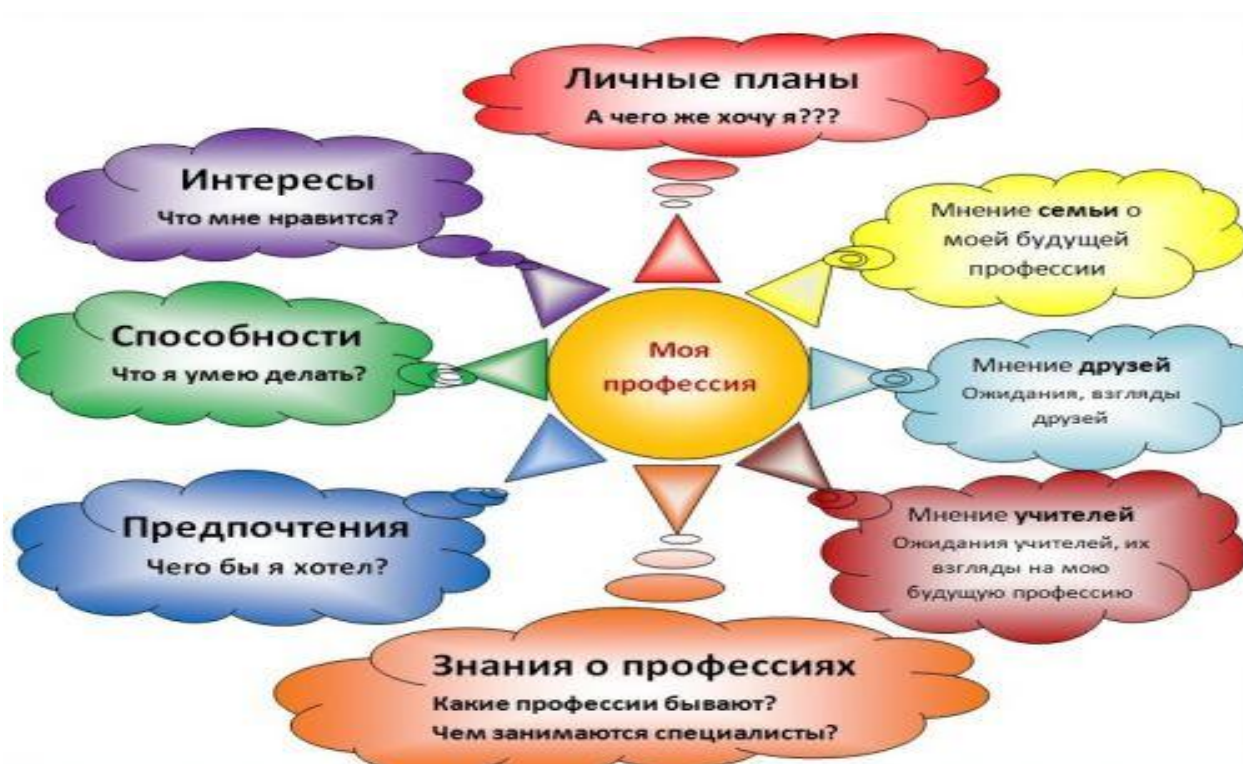 Личные планы
А чего же хочу я???
Интересы
Что мне нравится?
Мнение семьи о
моей будущей
профессии
Способности
Что я умею делать?
Моя
профессия
Мнение друзей
Ожидания, взгляды
друзей
Предпочтения
Чего бы я хотел?
Мнение учителей
Ожидания учителей, их
взгляды на мою
будущую профессию
Знания о профессиях
Какие профессии бывают?
Чем занимаются специалисты?